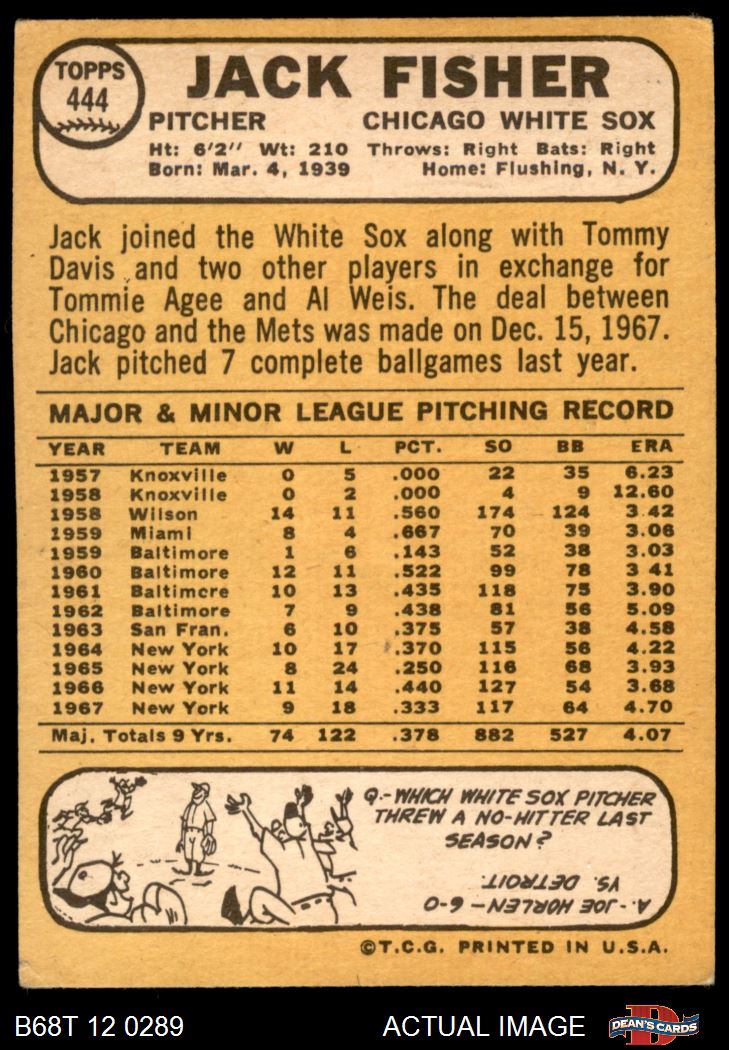 TOPPS
444
JACK FISHER
PITCHER CHICAGO WHITE SOX
Ht: 6'2" Wt: 210 Throws: Right Bats: Right
Born: Mar. 4, 1939 Home: Flushing, N. Y.
Jack joined the White Sox along with Tommy
Davis and two other players in exchange for
Tommie Agee and Al Weis. The deal between
Chicago and the Mets was made on Dec. 15, 1967.
Jack pitched 7 complete ballgames last year.
MAJOR & MINOR LEAGUE PITCHING RECORD
YEAR TEAM W L PCT. SO BB ERA
1957 Knoxville 0 5 .000 22 35 6.23
1958 Knoxville 0 2 .000 4 9 12.60
1958 Wilson 14 11 .560 174 124 3.42
1959 Miami 8 4 .667 70 39 3.06
1959 Baltimore 1 6 .143 52 38 3.03
1960 Baltimore 12 11 .522 99 78 3 41
1961 Baltimore 10 13 .435 118 75 3.90
1962 Baltimore 7 9 .438 81 56 5.09
1963 San Fran. 6 10 .375 57 38 4.58
1964 New York 10 17 .370 115 56 4.22
1965 New York 8 24 .250 116 68 3.93
1966 New York 11 14 .440 127 54 3.68
1967 New York 9 18 .333 117 64 4.70
Maj. Totals 9 Yrs. 74 122 .378 882 527 4.07
Q.-WHICH WHITE SOX PITCHER
THREW A NO-HITTER LAST
SEASON?
A.-JOE HORLEN-6-0
VS. DETROIT.
©T.C.G. PRINTED IN U.S.A.
B68T 12 0289 ACTUAL IMAGE D DEAN'S CARDS